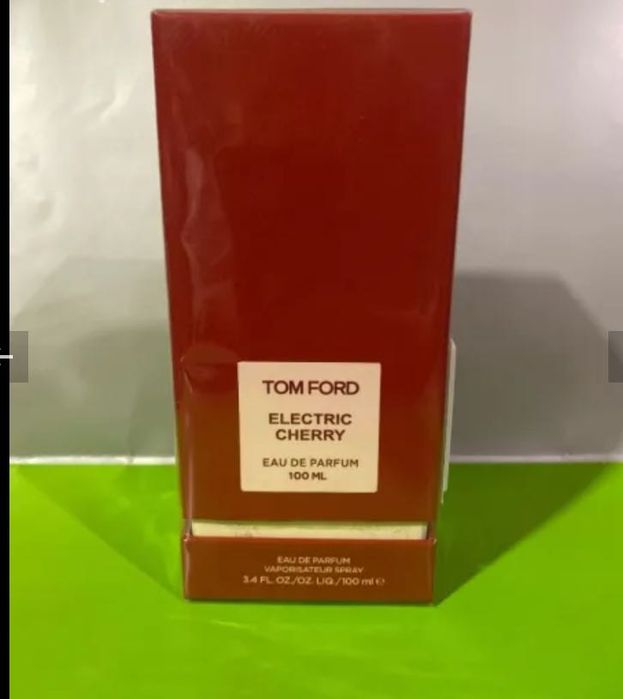 TOM FORD
ELECTRIC
CHERRY
EAU DE PARFUM
100 ML
EAU DE PARFUM
VAPORISATEUR SPRAY
3.4 FL.OZ./OZ. LIQ./100 ml ℮